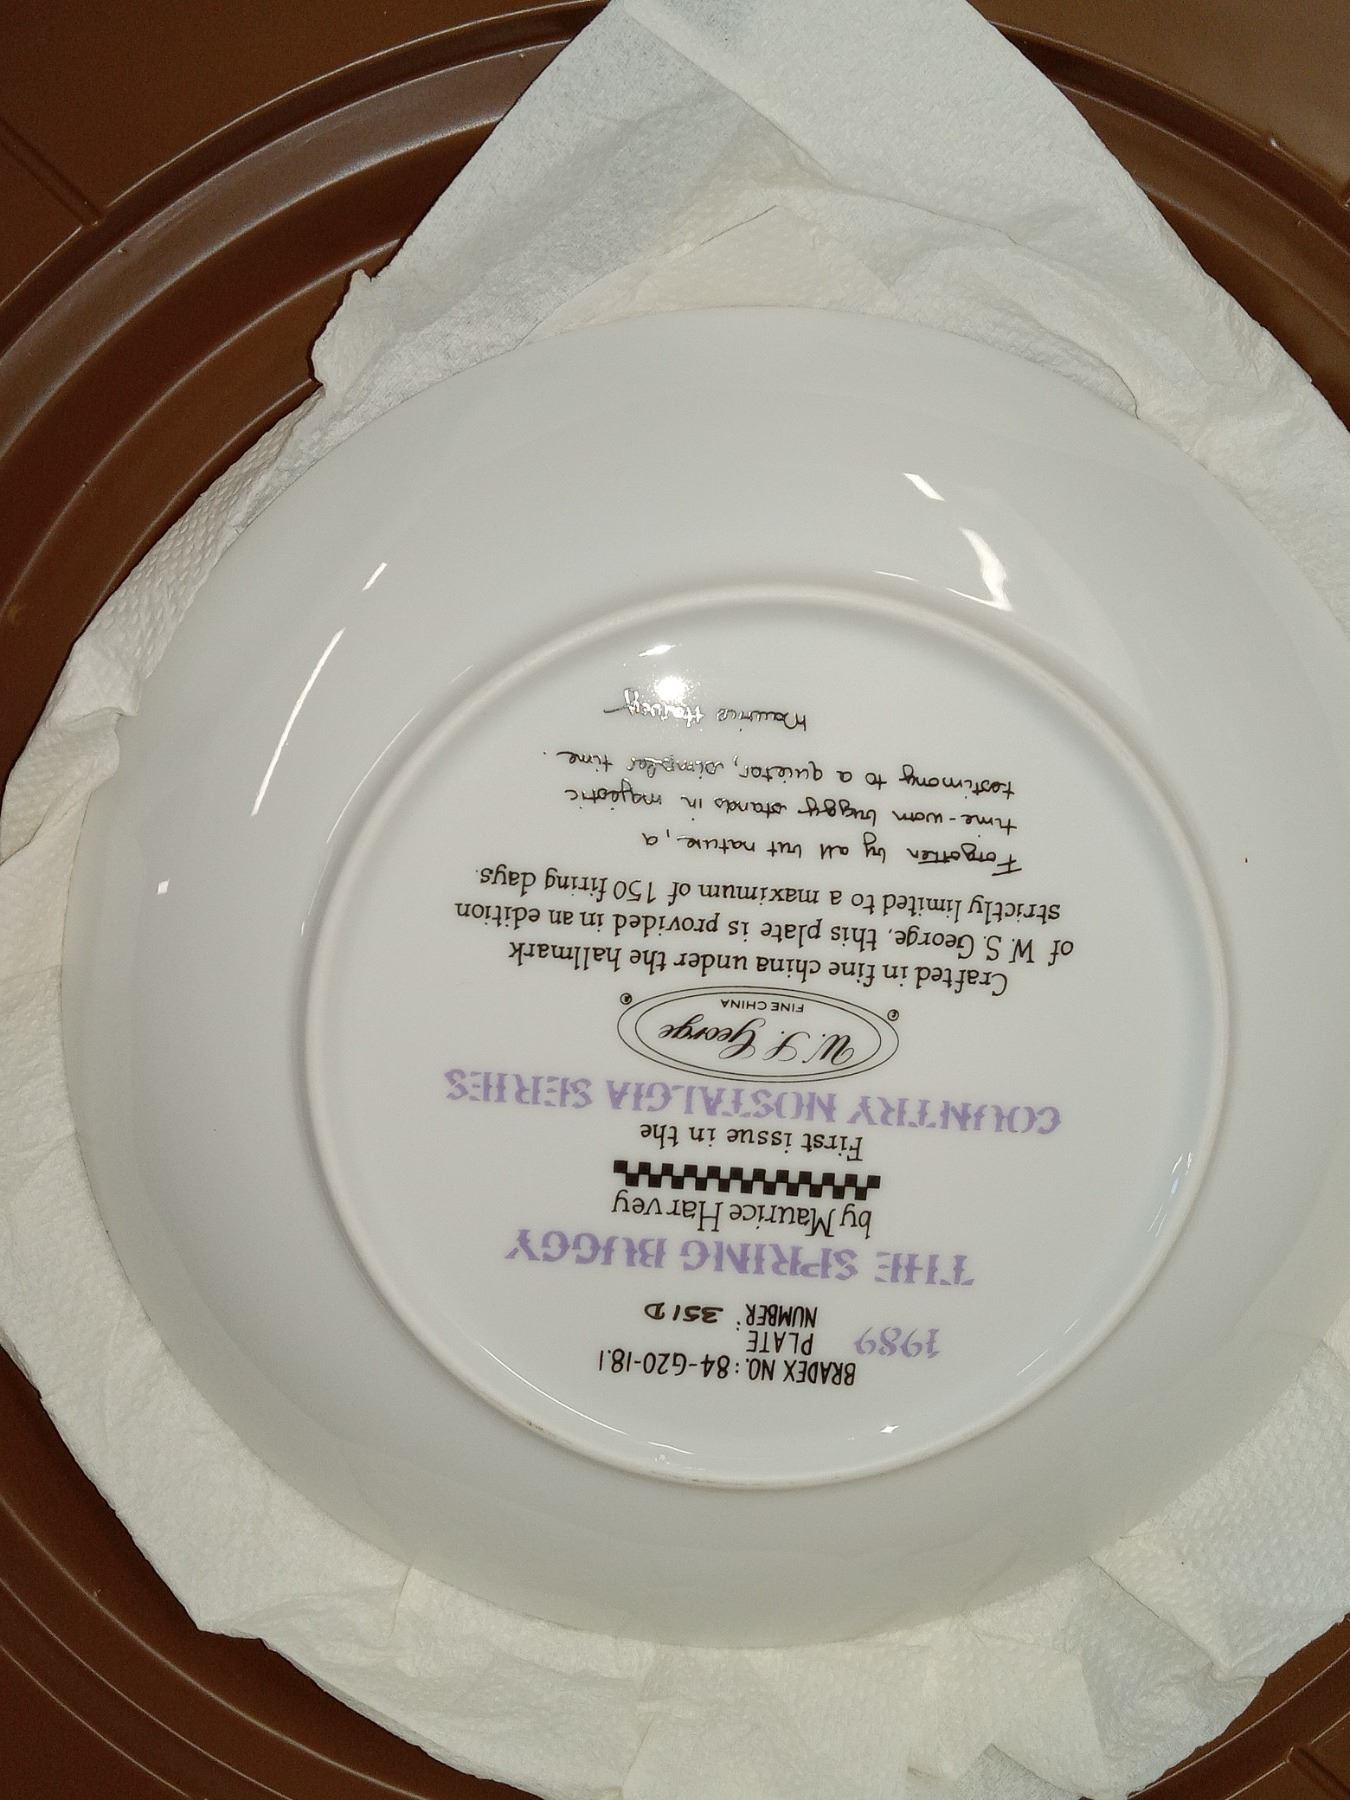 BRADEX NO.: 84-G20-18.1
1989 PLATE
NUMBER: 351D
THE SPRING BUGGY
by Maurice Harvey
First issue in the
COUNTRY NOSTALGIA SERIES
W. S. George
FINE CHINA
Crafted in fine china under the hallmark
of W. S. George, this plate is provided in an edition
strictly limited to a maximum of 150 firing days.
Forgotten by all but nature, a
time-worn buggy stands in majestic
testimony to a quieter, simpler time.
Maurice Harvey